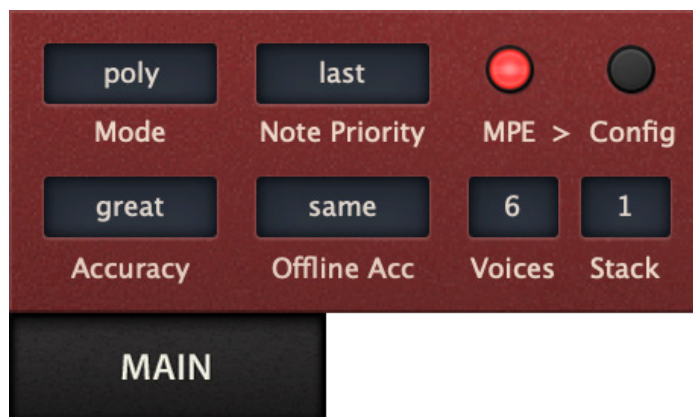 poly last
Mode Note Priority MPE > Config
great same 6 1
Accuracy Offline Acc Voices Stack
MAIN